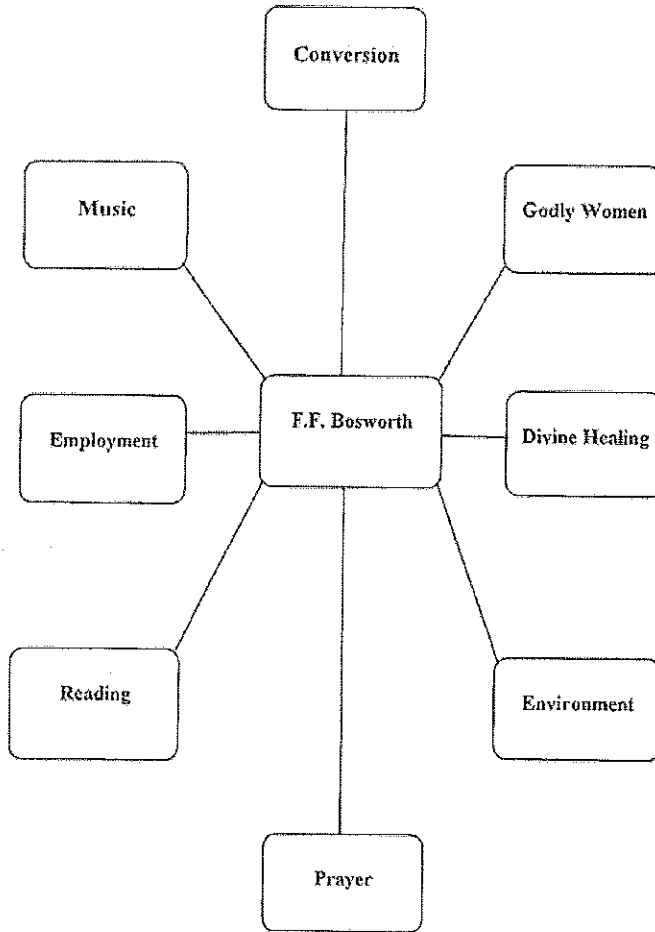 Conversion
Music
Godly Women
F.F. Bosworth
Employment
Divine Healing
Reading
Environment
Prayer